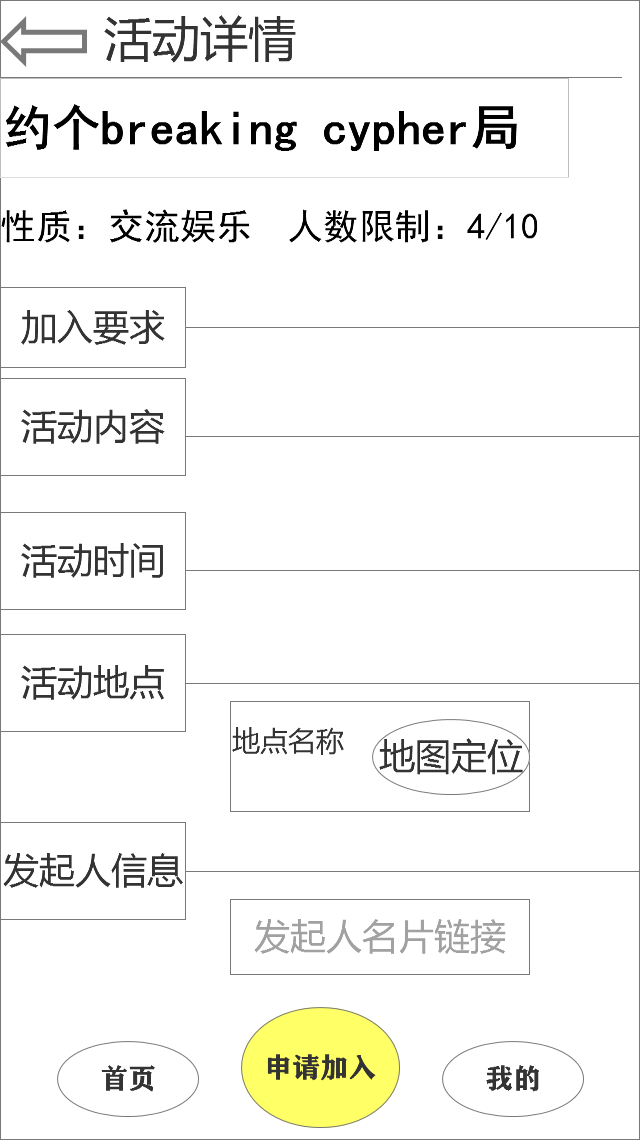 活动详情
约个breaking cypher局
性质：交流娱乐 人数限制：4/10
加入要求
活动内容
活动时间
活动地点
地点名称 地图定位
发起人信息
发起人名片链接
首页 申请加入 我的